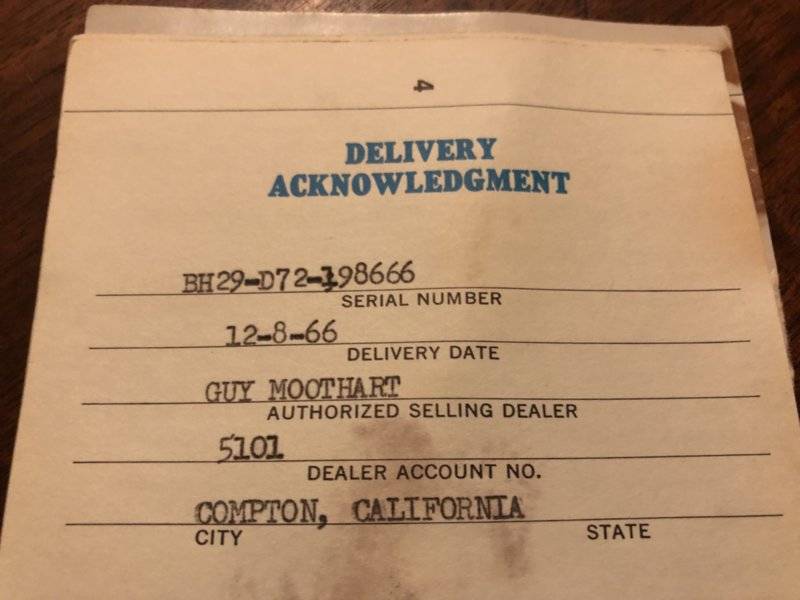 4
DELIVERY
ACKNOWLEDGMENT
BH29-D72-198666
SERIAL NUMBER
12-8-66
DELIVERY DATE
GUY MOOTHART
AUTHORIZED SELLING DEALER
5101
DEALER ACCOUNT NO.
COMPTON, CALIFORNIA
CITY STATE